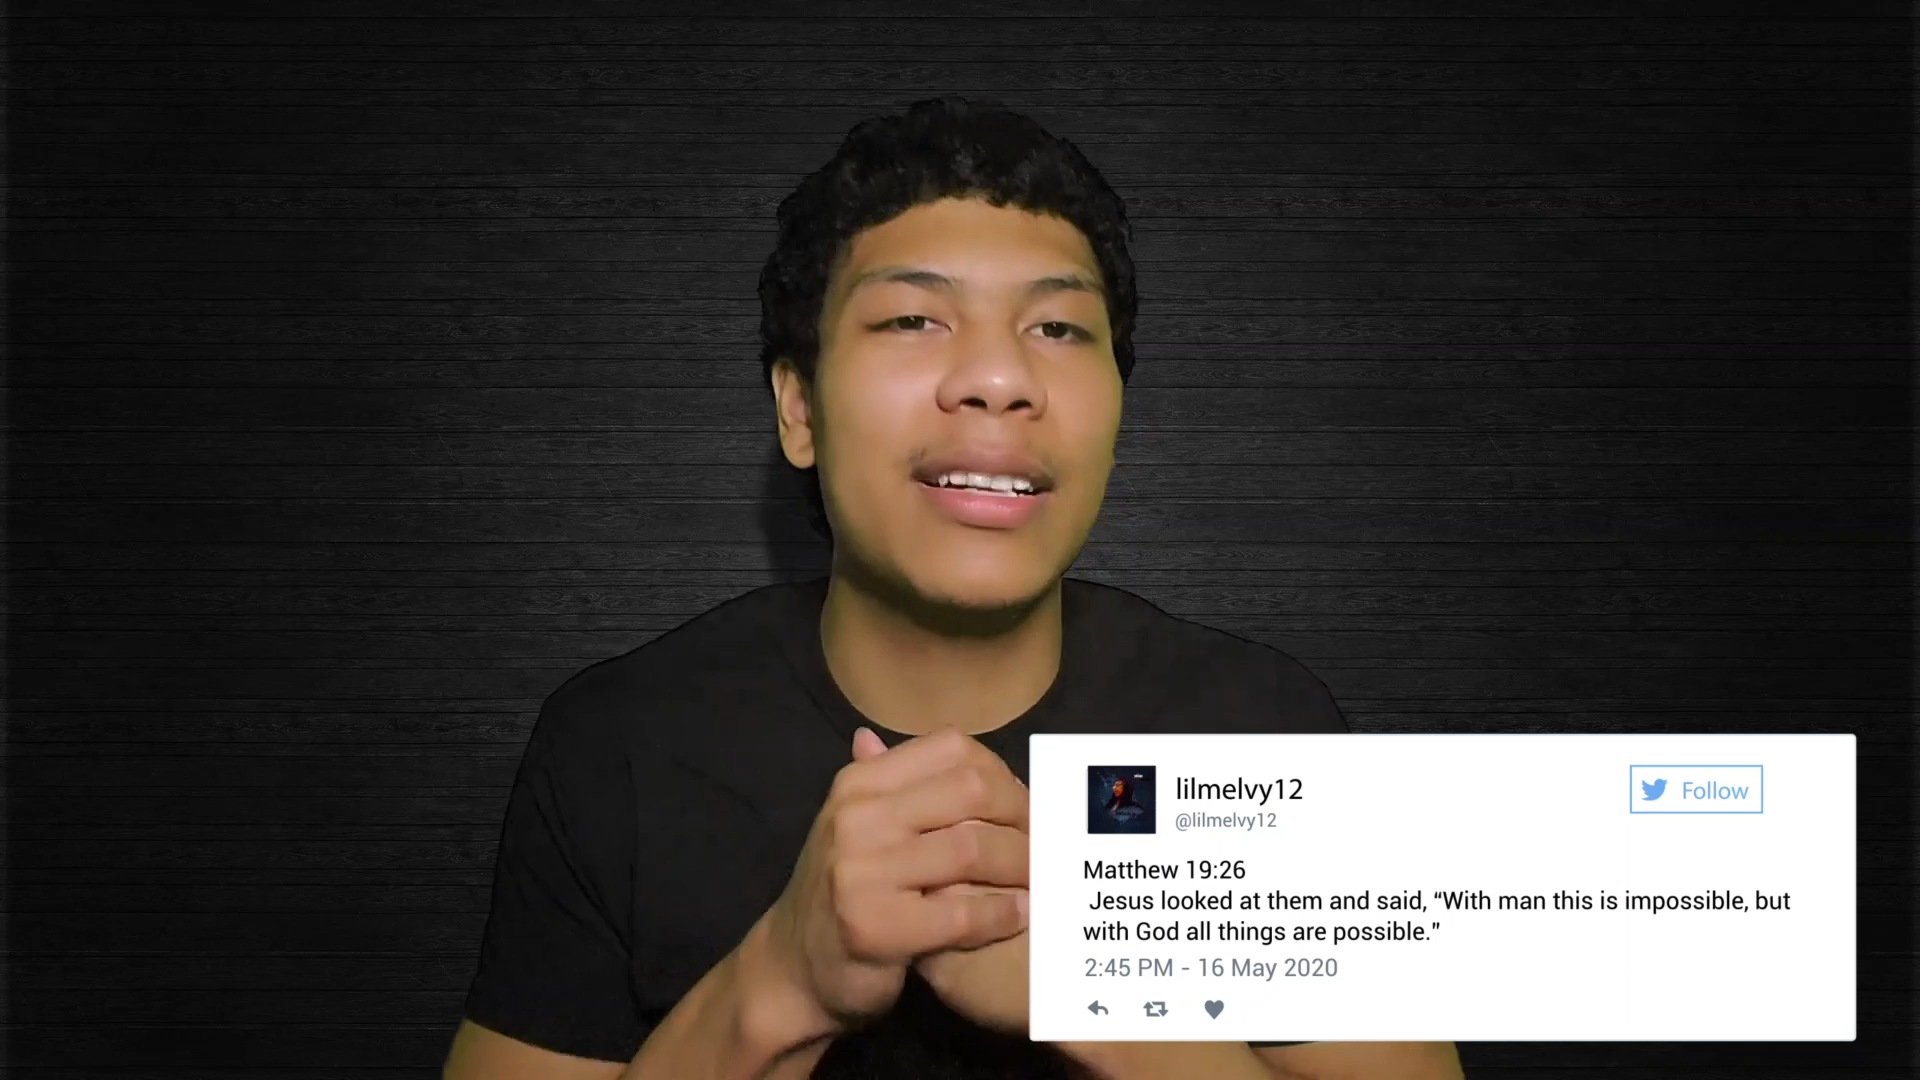 lilmelvy12
Follow
@lilmelvy12
Matthew 19:26
Jesus looked at them and said, “With man this is impossible, but
with God all things are possible.”
2:45 PM - 16 May 2020